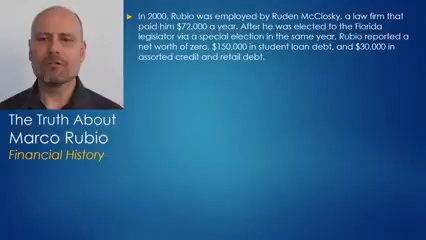 In 2000, Rubio was employed by Ruden McClosky, a law firm that
paid him $72,000 a year. After he was elected to the Florida
legislator via a special election in the same year, Rubio reported a
net worth of zero, $150,000 in student loan debt, and $30,000 in
assorted credit and retail debt.
The Truth About
Marco Rubio
Financial History